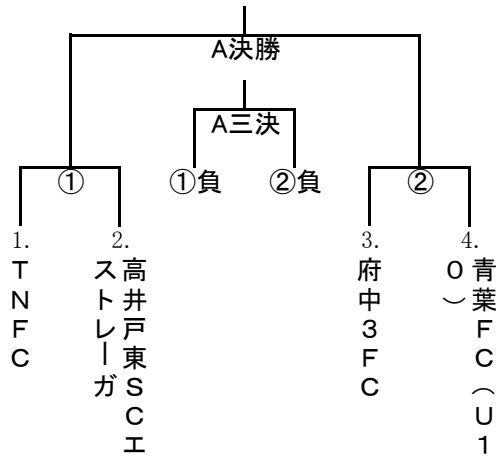 A決勝
A三決
① ①負 ②負 ②
1. 2. 3. 4.
TNFC
高井戸東SCエ
ストレーガ
府中3FC
青葉FC(U1
0)